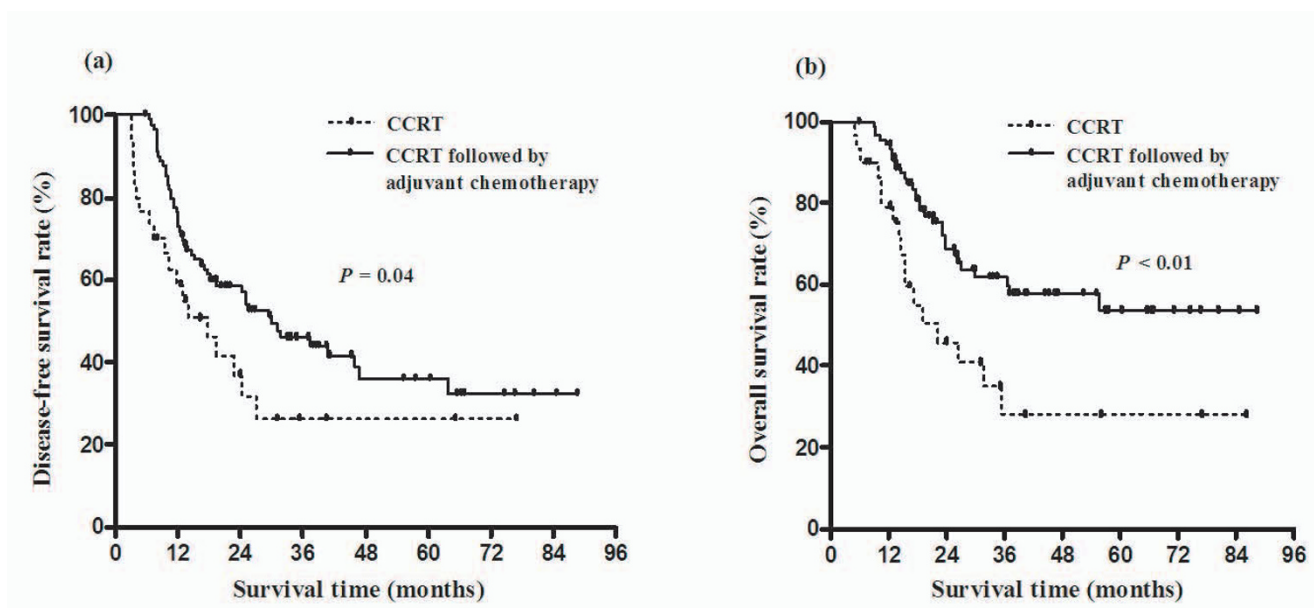 (a)
CCRT
CCRT followed by
adjuvant chemotherapy
P = 0.04
100
80
60
40
20
0
0 12 24 36 48 60 72 84 96
Disease-free survival rate (%)
Survival time (months)
(b)
CCRT
CCRT followed by
adjuvant chemotherapy
P < 0.01
100
80
60
40
20
0
0 12 24 36 48 60 72 84 96
Overall survival rate (%)
Survival time (months)